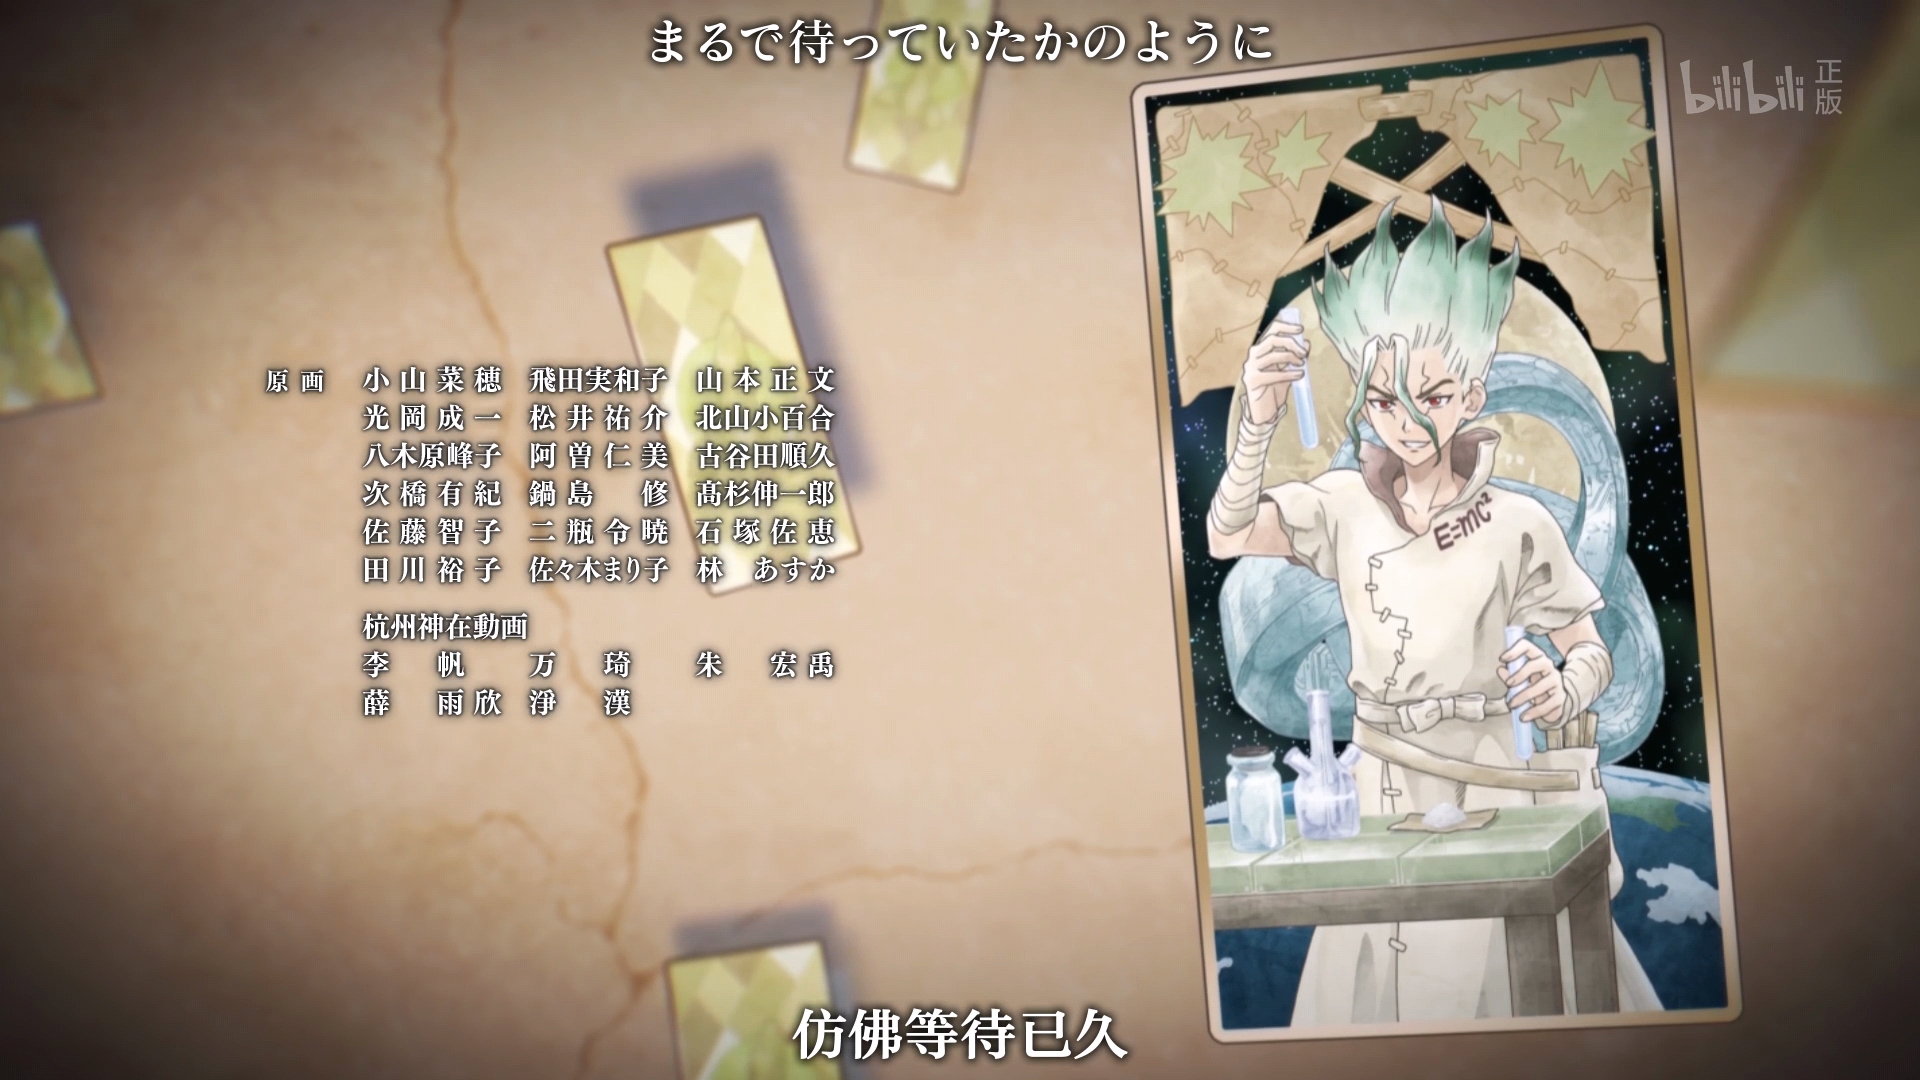 まるで待っていたかのように
bilibili 正版
原画 小山菜穂 飛田実和子 山本正文
光岡成一 松井祐介 北山小百合
八木原峰子 阿曽仁美 古谷田順久
次橋有紀 鍋島修 髙杉伸一郎
佐藤智子 二瓶令暁 石塚佐恵
田川裕子 佐々木まり子 林あすか
杭州神在動画
李帆 万琦 朱宏禹
薛雨欣 淨漢
E=mc²
仿佛等待已久